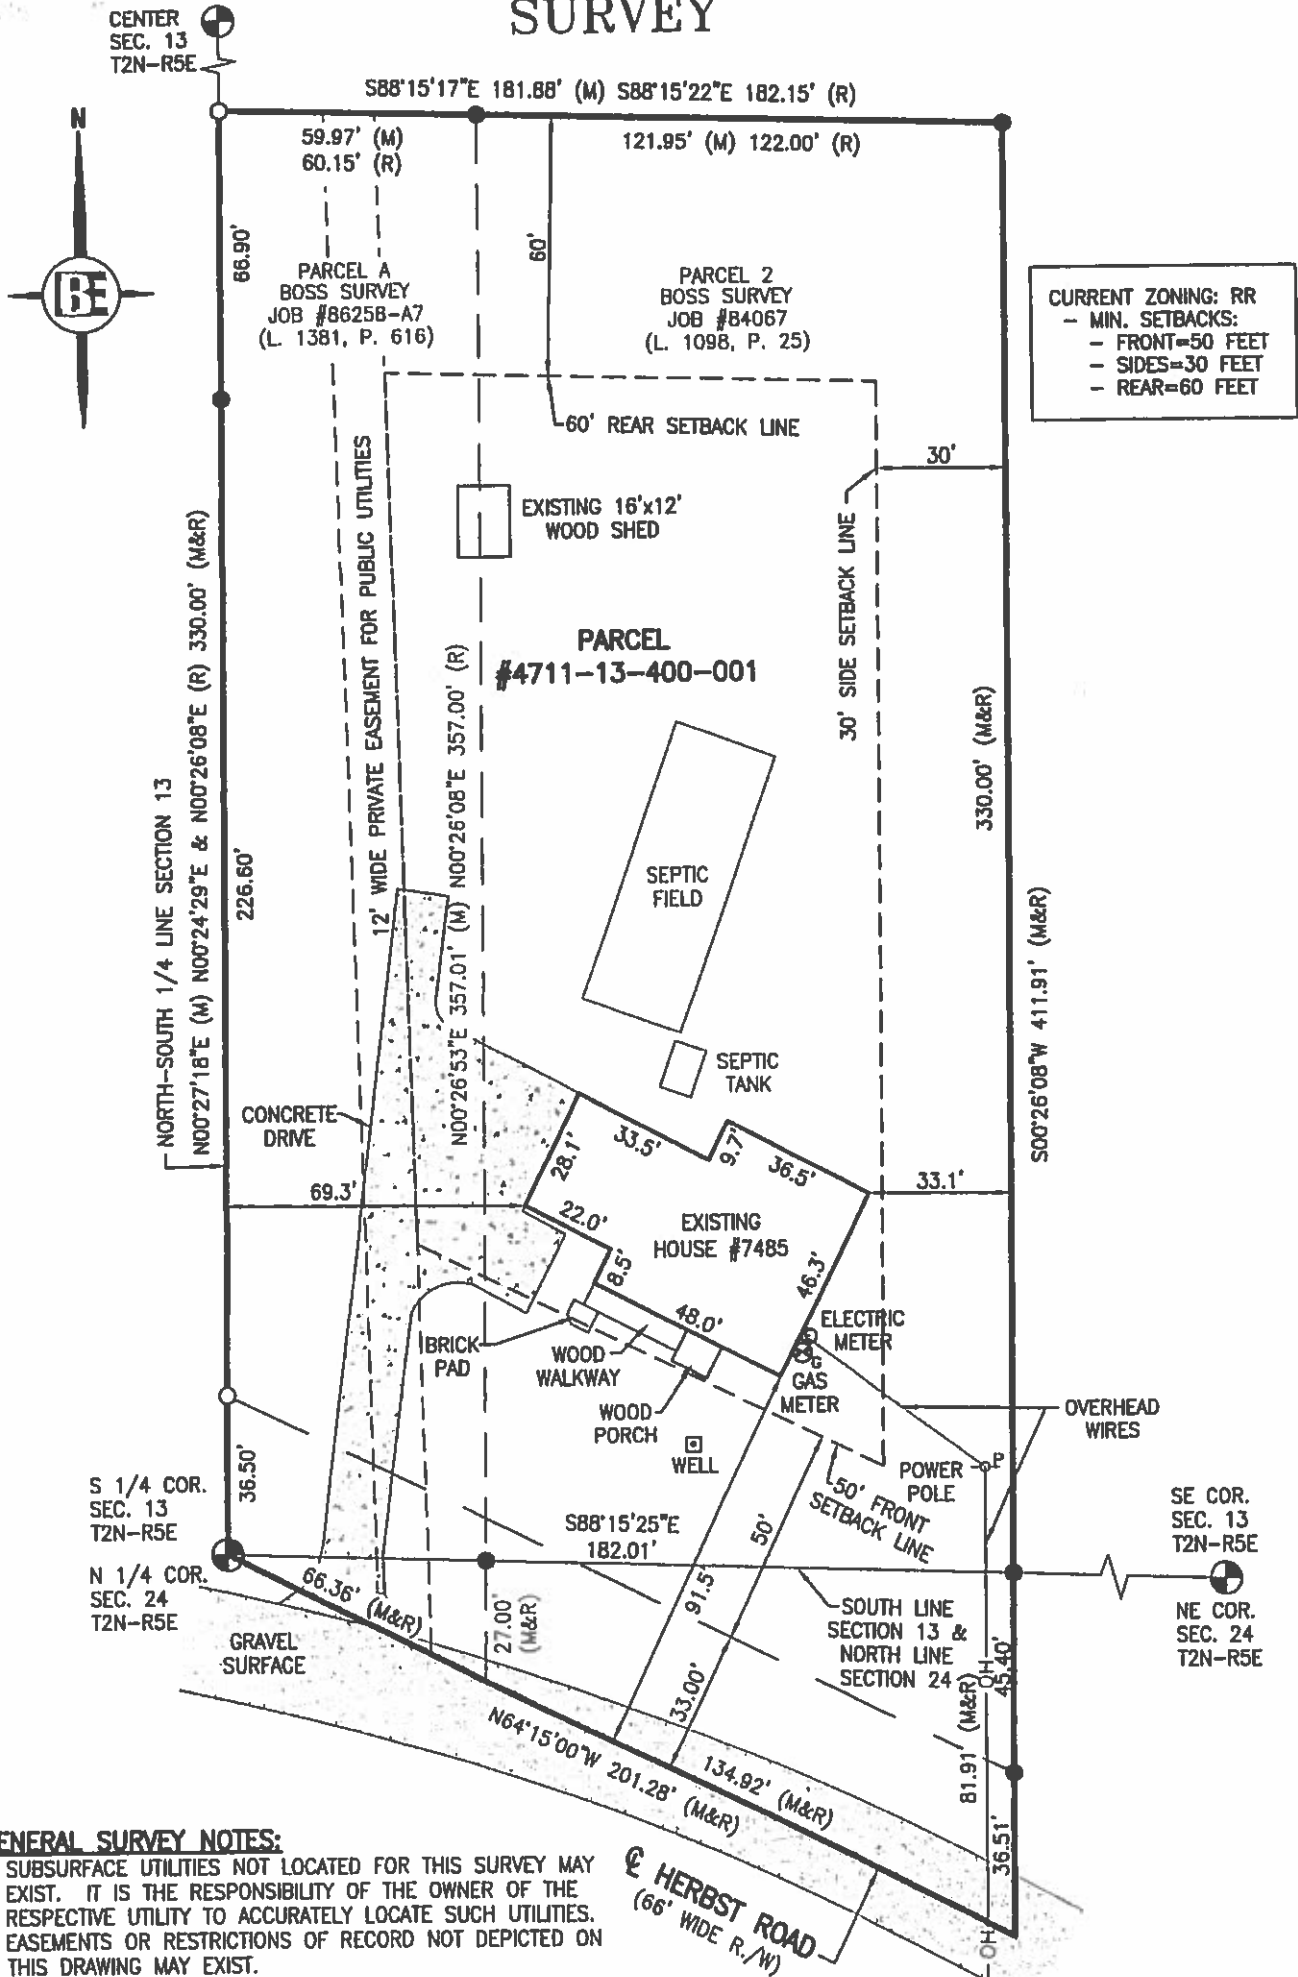 SURVEY
CENTER
SEC. 13
T2N-R5E
S88°15'17"E 181.88' (M) S88°15'22"E 182.15' (R)
59.97' (M)
60.15' (R)
121.95' (M) 122.00' (R)
N
BE
66.90'
60'
PARCEL A
BOSS SURVEY
JOB #86258-A7
(L. 1381, P. 616)
PARCEL 2
BOSS SURVEY
JOB #84067
(L. 1098, P. 25)
CURRENT ZONING: RR
- MIN. SETBACKS:
- FRONT=50 FEET
- SIDES=30 FEET
- REAR=60 FEET
60' REAR SETBACK LINE
30'
EXISTING 16'x12'
WOOD SHED
12' WIDE PRIVATE EASEMENT FOR PUBLIC UTILITIES
30' SIDE SETBACK LINE
PARCEL
#4711-13-400-001
NORTH-SOUTH 1/4 LINE SECTION 13
N00°27'18"E (M) N00°24'29"E & N00°26'08"E (R) 330.00' (M&R)
226.60'
N00°26'53"E 357.01' (M) N00°26'08"E 357.00' (R)
330.00' (M&R)
S00°26'08"W 411.91' (M&R)
SEPTIC
FIELD
SEPTIC
TANK
CONCRETE
DRIVE
33.5'
9.7'
36.5'
28.1'
69.3'
33.1'
22.0'
EXISTING
HOUSE #7485
8.5'
46.3'
48.0'
ELECTRIC
METER
G
GAS
METER
BRICK
PAD
WOOD
WALKWAY
WOOD
PORCH
WELL
OVERHEAD
WIRES
P
POWER
POLE
50' FRONT
SETBACK LINE
36.50'
S 1/4 COR.
SEC. 13
T2N-R5E
N 1/4 COR.
SEC. 24
T2N-R5E
S88°15'25"E
182.01'
SE COR.
SEC. 13
T2N-R5E
NE COR.
SEC. 24
T2N-R5E
66.36' (M&R)
27.00'
(M&R)
50'
91.5'
33.00'
SOUTH LINE
SECTION 13 &
NORTH LINE
SECTION 24
OH
45.40'
81.91' (M&R)
GRAVEL
SURFACE
N64°15'00"W 201.28' (M&R)
134.92' (M&R)
36.51'
OH
℄ HERBST ROAD
(66' WIDE R./W)
ENERAL SURVEY NOTES:
SUBSURFACE UTILITIES NOT LOCATED FOR THIS SURVEY MAY
EXIST. IT IS THE RESPONSIBILITY OF THE OWNER OF THE
RESPECTIVE UTILITY TO ACCURATELY LOCATE SUCH UTILITIES.
EASEMENTS OR RESTRICTIONS OF RECORD NOT DEPICTED ON
THIS DRAWING MAY EXIST.